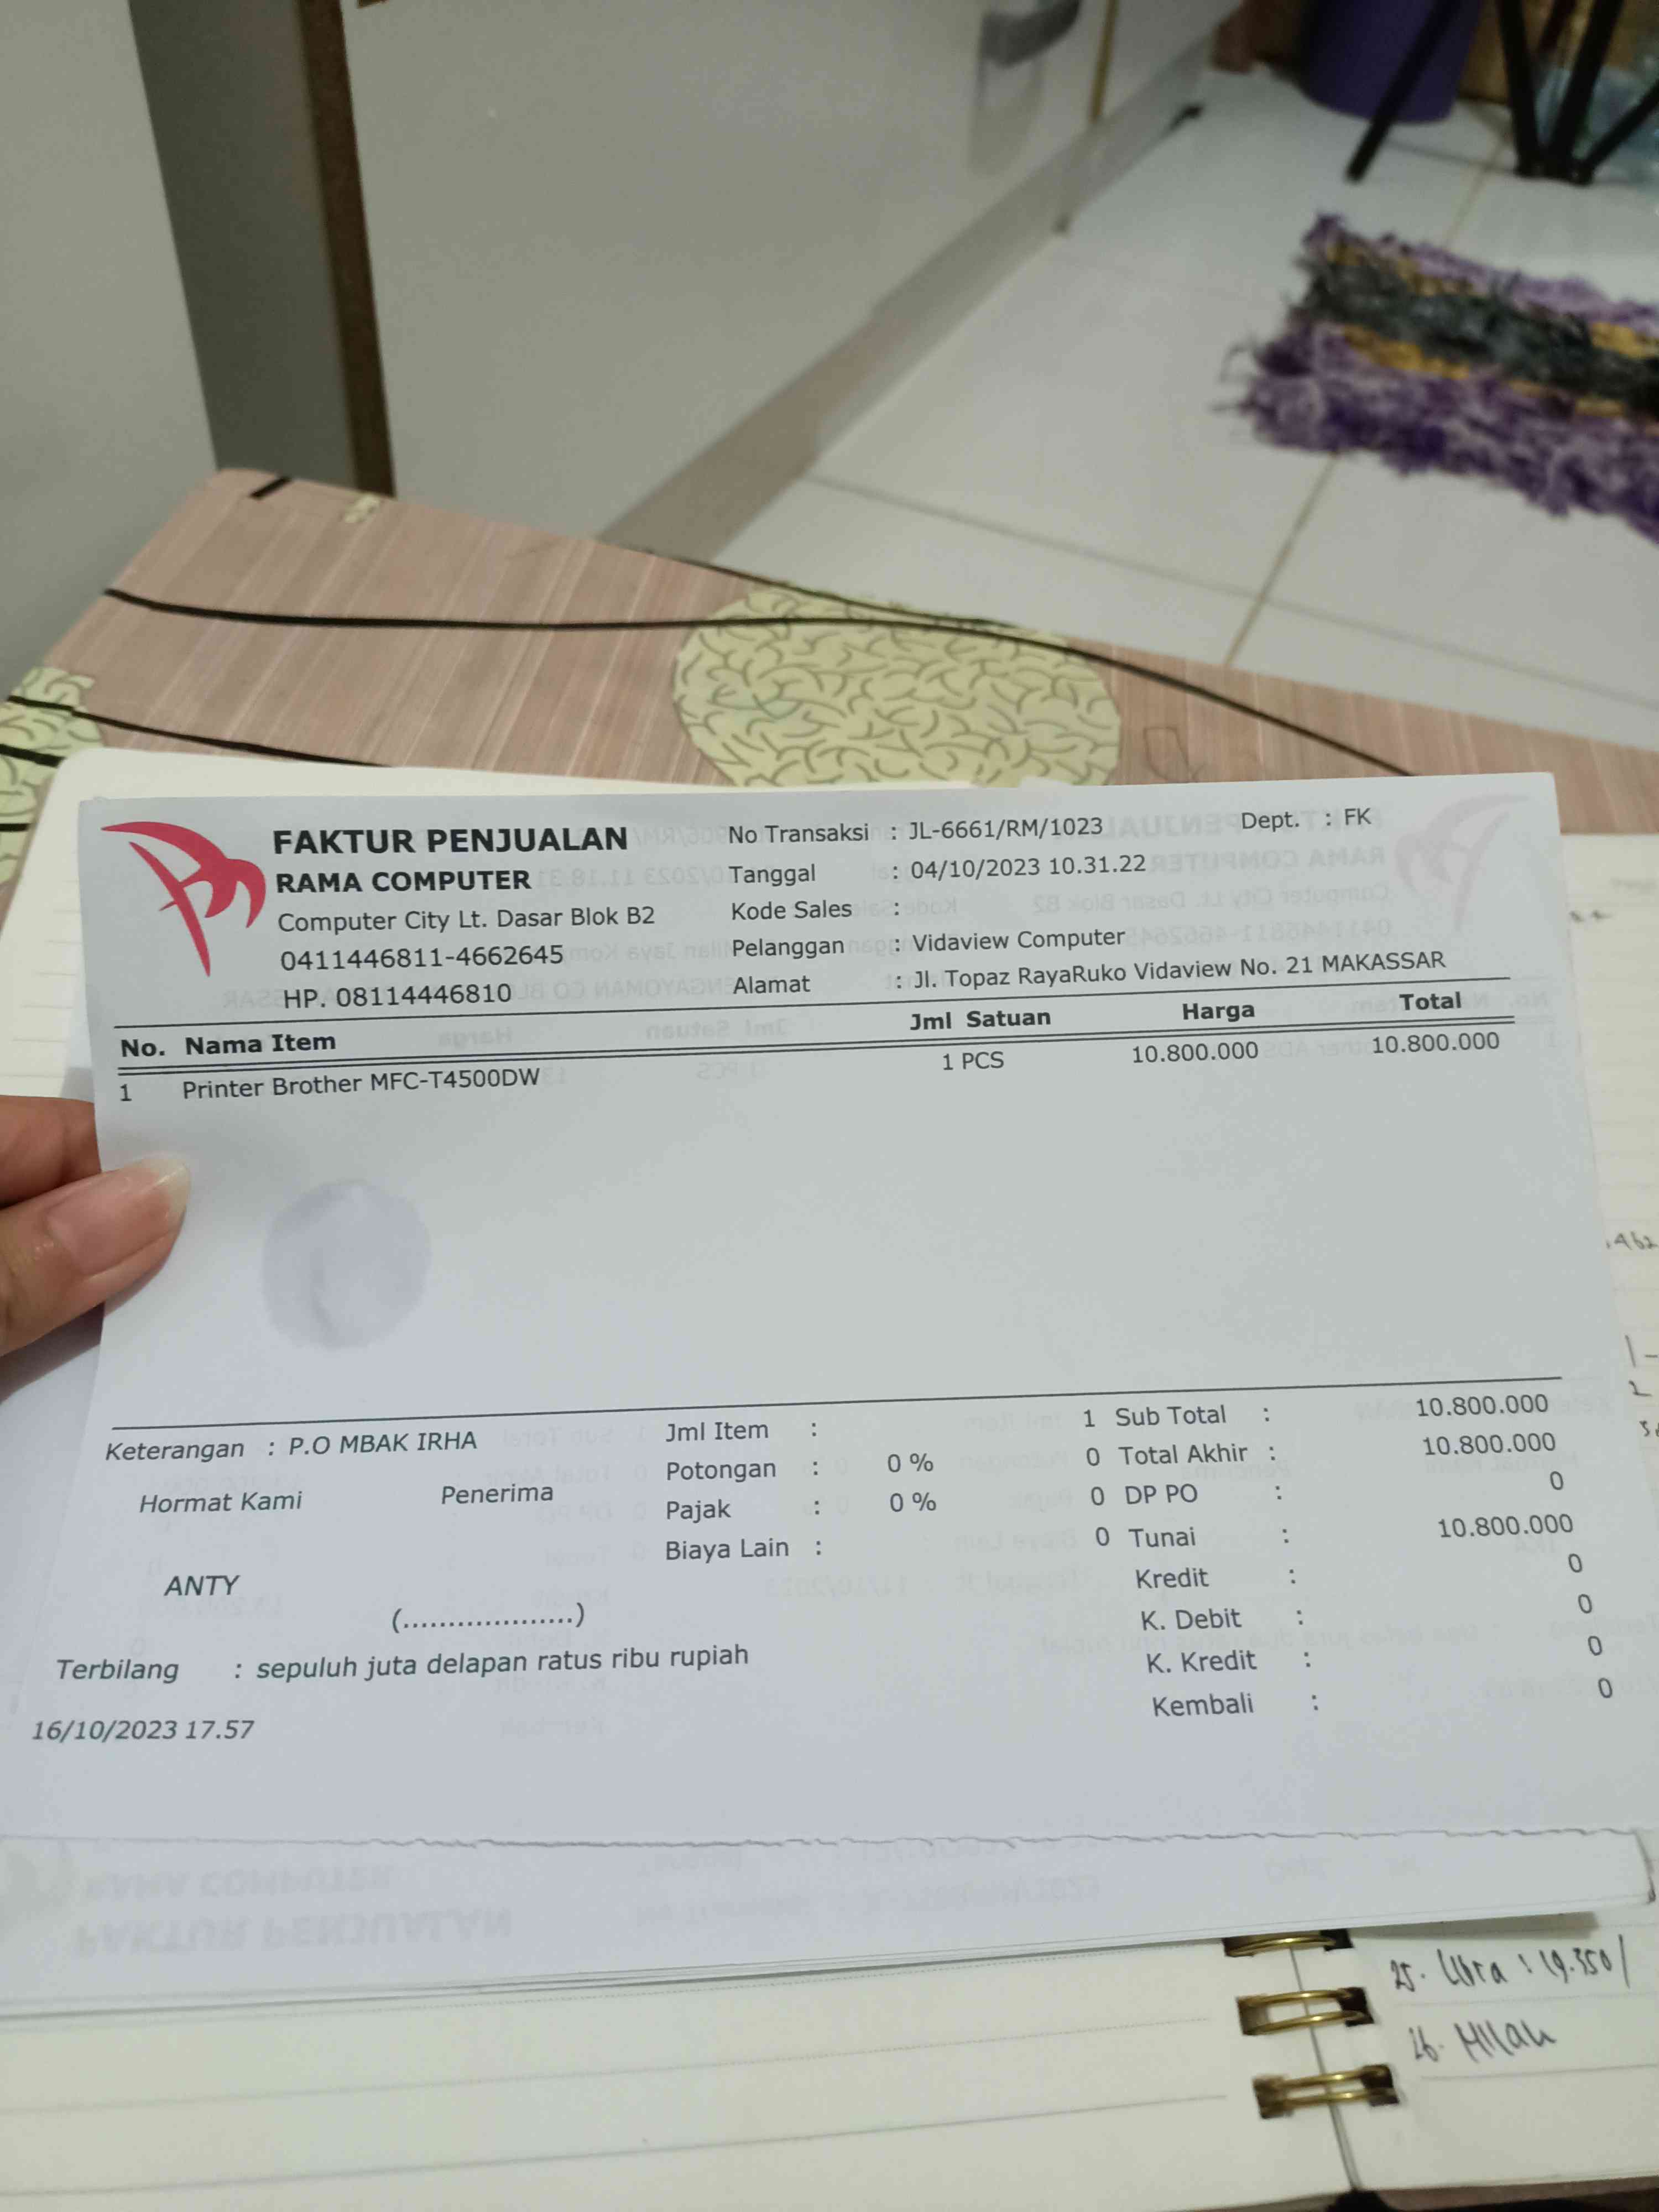 FAKTUR PENJUALAN
RAMA COMPUTER
Computer City Lt. Dasar Blok B2
0411446811-4662645
HP. 08114446810
No Transaksi : JL-6661/RM/1023 Dept. : FK
Tanggal : 04/10/2023 10.31.22
Kode Sales :
Pelanggan : Vidaview Computer
Alamat : Jl. Topaz RayaRuko Vidaview No. 21 MAKASSAR
No. Nama Item Jml Satuan Harga Total
1 Printer Brother MFC-T4500DW 1 PCS 10.800.000 10.800.000
Keterangan : P.O MBAK IRHA
Hormat Kami Penerima
ANTY
(...................)
Jml Item : 1
Potongan : 0 % 0
Pajak : 0 % 0
Biaya Lain : 0
Sub Total : 10.800.000
Total Akhir : 10.800.000
DP PO : 0
Tunai : 10.800.000
Kredit : 0
K. Debit : 0
K. Kredit : 0
Kembali : 0
Terbilang : sepuluh juta delapan ratus ribu rupiah
16/10/2023 17.57
RAMA COMPUTER
FAKTUR PENJUALAN
25.
26.